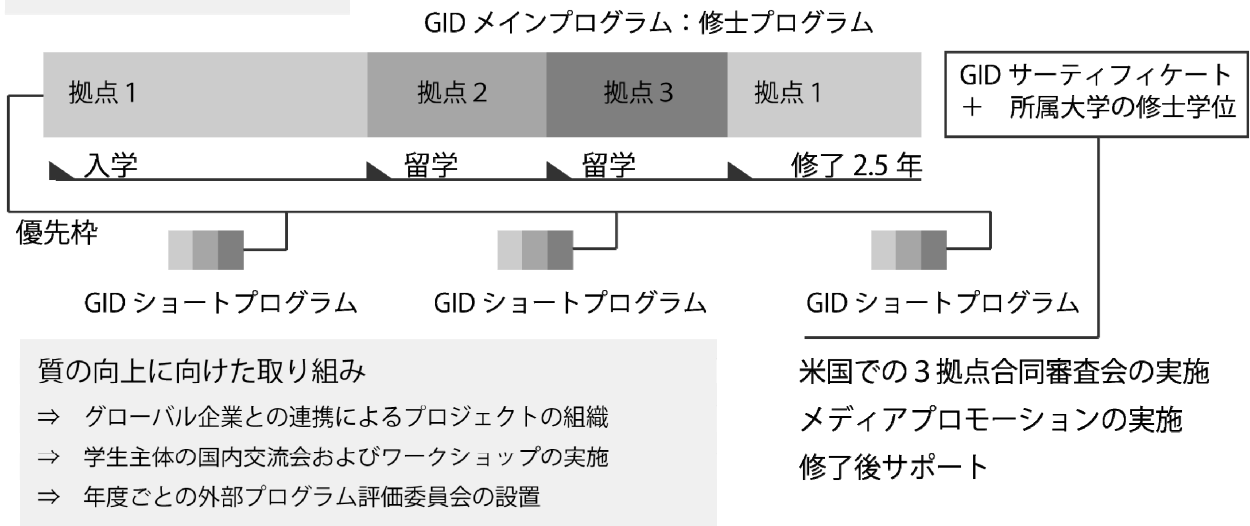 GID メインプログラム：修士プログラム
拠点 1
拠点 2
拠点 3
拠点 1
GID サーティフィケート
＋　所属大学の修士学位
入学
留学
留学
修了 2.5 年
優先枠
GID ショートプログラム
GID ショートプログラム
GID ショートプログラム
質の向上に向けた取り組み
⇒　グローバル企業との連携によるプロジェクトの組織
⇒　学生主体の国内交流会およびワークショップの実施
⇒　年度ごとの外部プログラム評価委員会の設置
米国での 3 拠点合同審査会の実施
メディアプロモーションの実施
修了後サポート